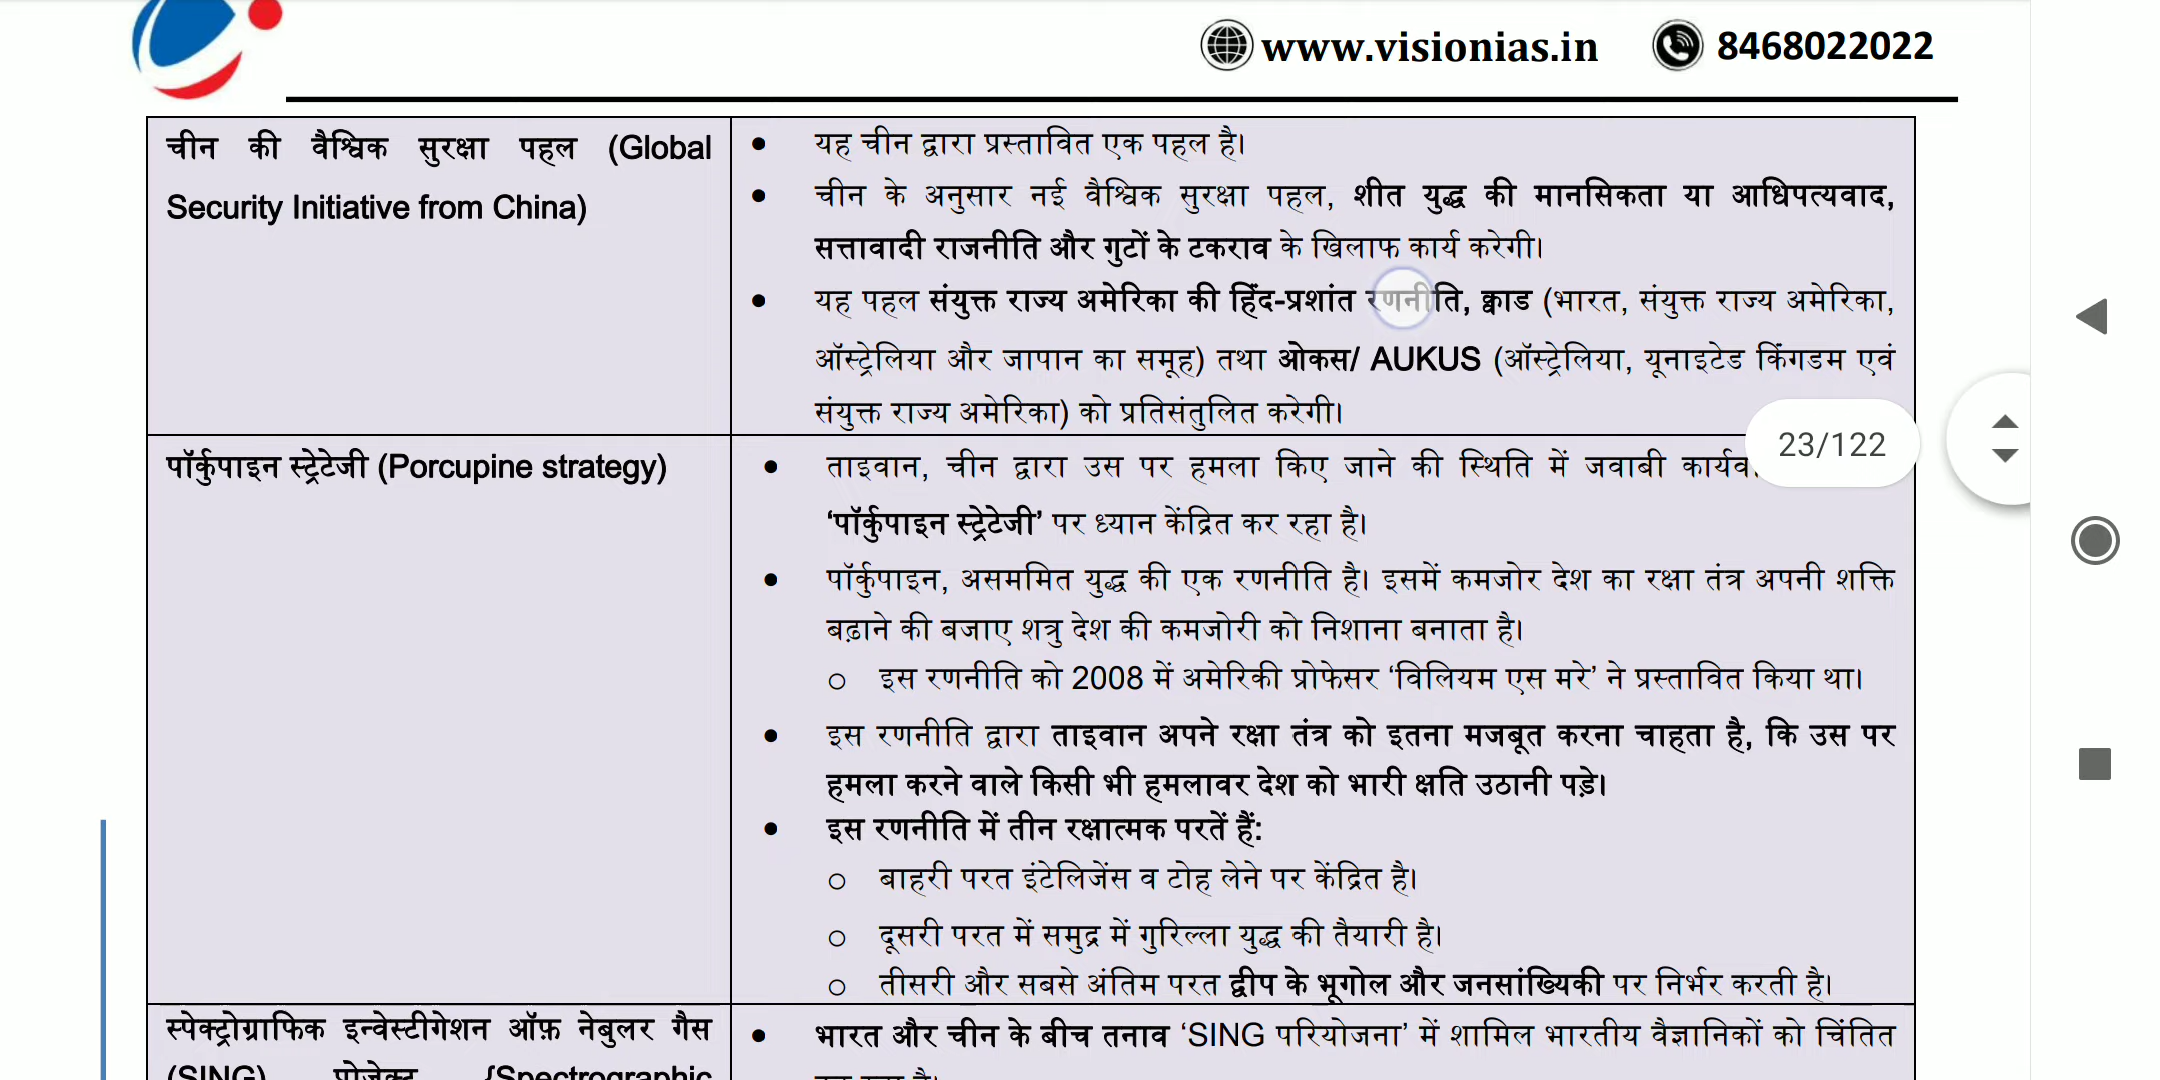 www.visionias.in 8468022022
चीन की वैश्विक सुरक्षा पहल (Global
Security Initiative from China)
● यह चीन द्वारा प्रस्तावित एक पहल है।
● चीन के अनुसार नई वैश्विक सुरक्षा पहल, शीत युद्ध की मानसिकता या आधिपत्यवाद,
सत्तावादी राजनीति और गुटों के टकराव के खिलाफ कार्य करेगी।
● यह पहल संयुक्त राज्य अमेरिका की हिंद-प्रशांत रणनीति, क्वाड (भारत, संयुक्त राज्य अमेरिका,
ऑस्ट्रेलिया और जापान का समूह) तथा ओकस/ AUKUS (ऑस्ट्रेलिया, यूनाइटेड किंगडम एवं
संयुक्त राज्य अमेरिका) को प्रतिसंतुलित करेगी।
23/122
पॉर्कुपाइन स्ट्रेटेजी (Porcupine strategy)
● ताइवान, चीन द्वारा उस पर हमला किए जाने की स्थिति में जवाबी
‘पॉर्कुपाइन स्ट्रेटेजी’ पर ध्यान केंद्रित कर रहा है।
● पॉर्कुपाइन, असममित युद्ध की एक रणनीति है। इसमें कमजोर देश का रक्षा तंत्र अपनी शक्ति
बढ़ाने की बजाए शत्रु देश की कमजोरी को निशाना बनाता है।
○ इस रणनीति को 2008 में अमेरिकी प्रोफेसर ‘विलियम एस मरे’ ने प्रस्तावित किया था।
● इस रणनीति द्वारा ताइवान अपने रक्षा तंत्र को इतना मजबूत करना चाहता है, कि उस पर
हमला करने वाले किसी भी हमलावर देश को भारी क्षति उठानी पड़े।
● इस रणनीति में तीन रक्षात्मक परतें हैं:
○ बाहरी परत इंटेलिजेंस व टोह लेने पर केंद्रित है।
○ दूसरी परत में समुद्र में गुरिल्ला युद्ध की तैयारी है।
○ तीसरी और सबसे अंतिम परत द्वीप के भूगोल और जनसांख्यिकी पर निर्भर करती है।
स्पेक्ट्रोग्राफिक इन्वेस्टीगेशन ऑफ़ नेबुलर गैस
(SING) प्रोजेक्ट {Spectrographic
● भारत और चीन के बीच तनाव ‘SING परियोजना’ में शामिल भारतीय वैज्ञानिकों को चिंतित